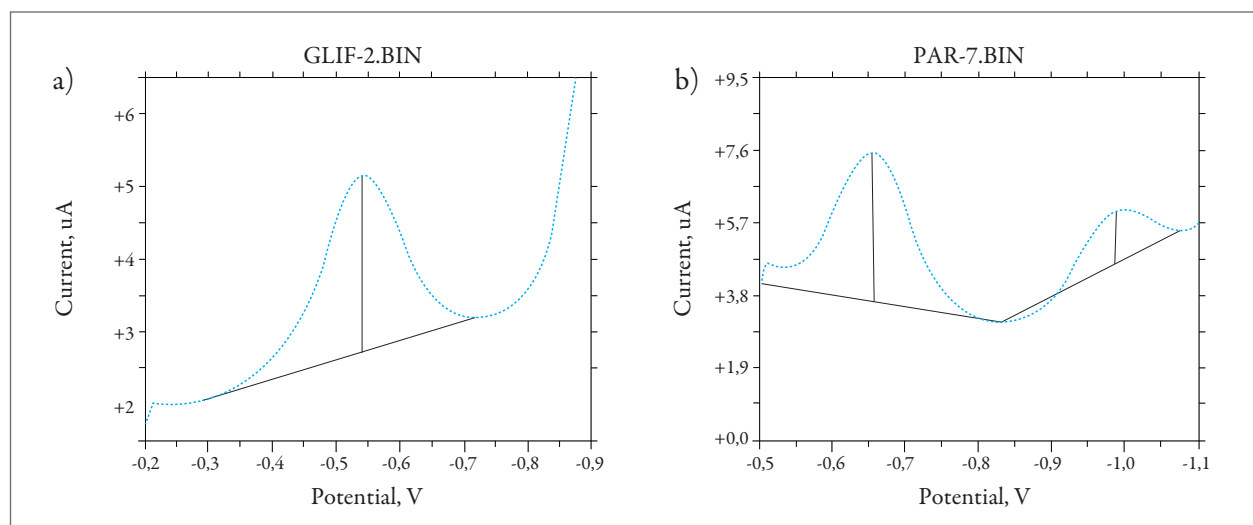 GLIF-2.BIN
a)
+6
+5
+4
+3
+2
Current, uA
-0,2 -0,3 -0,4 -0,5 -0,6 -0,7 -0,8 -0,9
Potential, V
PAR-7.BIN
b)
+9,5
+7,6
+5,7
+3,8
+1,9
+0,0
Current, uA
-0,5 -0,6 -0,7 -0,8 -0,9 -1,0 -1,1
Potential, V